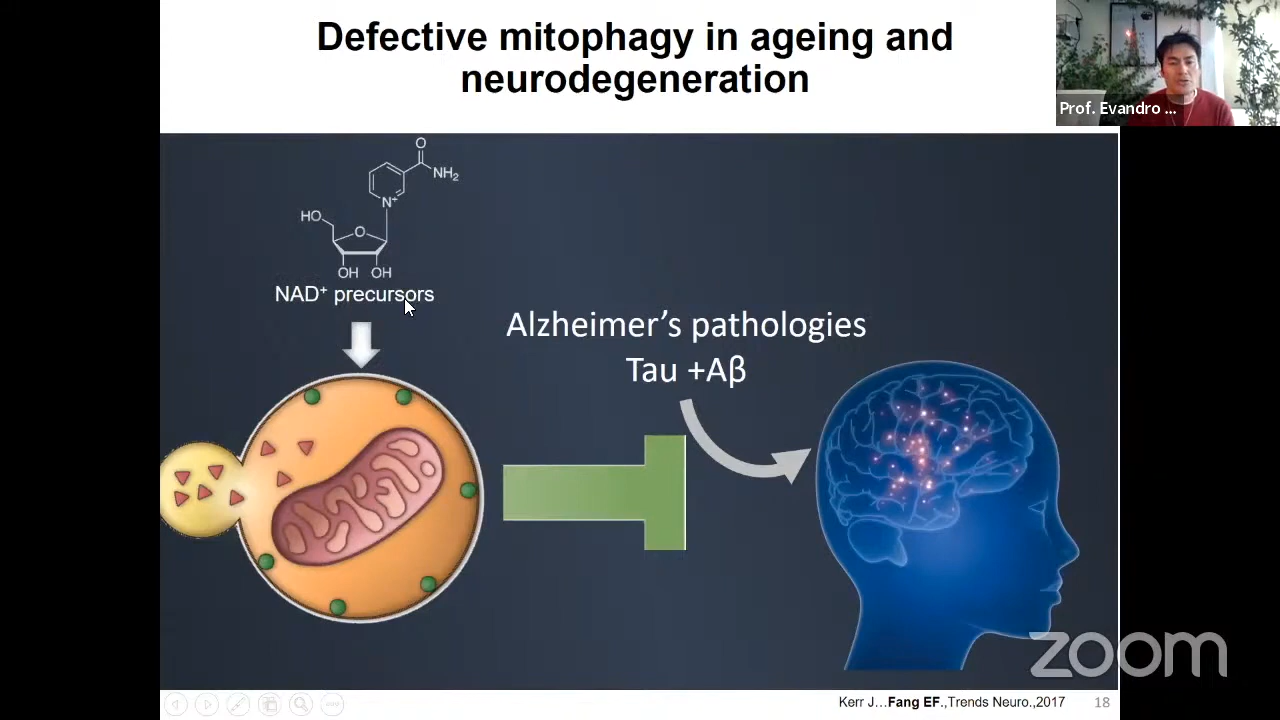 Defective mitophagy in ageing and
neurodegeneration
Prof. Evandro ...
O
NH₂
N⁺
HO
O
OH OH
NAD⁺ precursors
Alzheimer’s pathologies
Tau +Aβ
zoom
Kerr J...Fang EF.,Trends Neuro.,2017
18